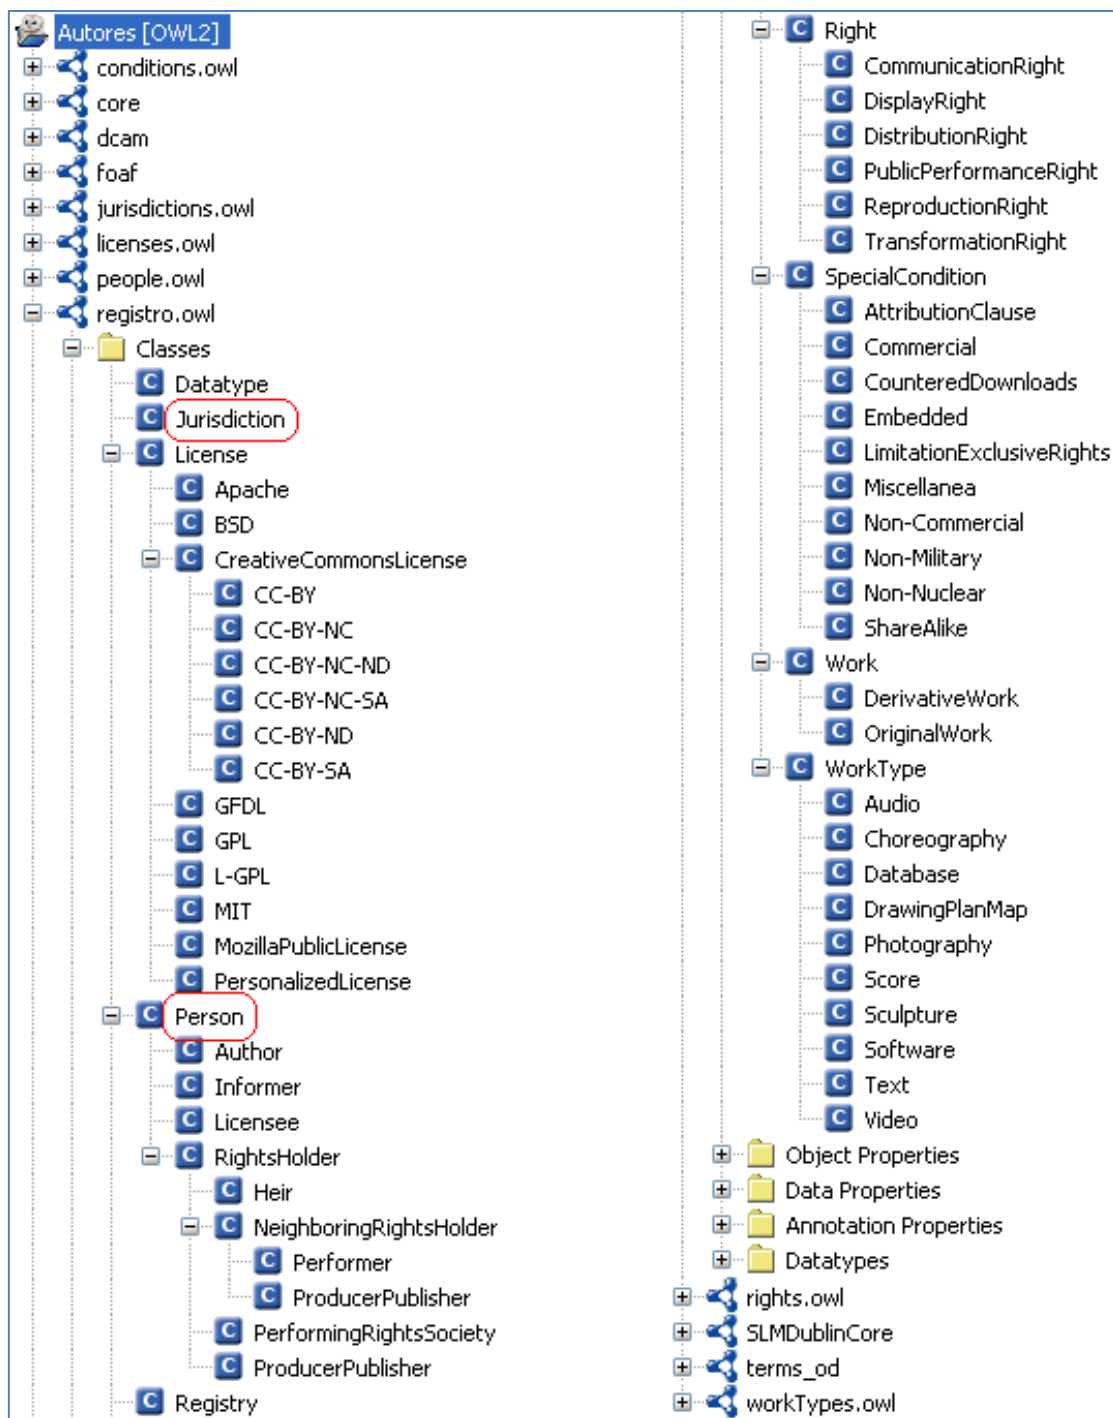 Autores [OWL2]
conditions.owl
core
dcam
foaf
jurisdictions.owl
licenses.owl
people.owl
registro.owl
Classes
C Datatype
C Jurisdiction
C License
C Apache
C BSD
C CreativeCommonsLicense
C CC-BY
C CC-BY-NC
C CC-BY-NC-ND
C CC-BY-NC-SA
C CC-BY-ND
C CC-BY-SA
C GFDL
C GPL
C L-GPL
C MIT
C MozillaPublicLicense
C PersonalizedLicense
C Person
C Author
C Informer
C Licensee
C RightsHolder
C Heir
C NeighboringRightsHolder
C Performer
C ProducerPublisher
C PerformingRightsSociety
C ProducerPublisher
C Registry
C Right
C CommunicationRight
C DisplayRight
C DistributionRight
C PublicPerformanceRight
C ReproductionRight
C TransformationRight
C SpecialCondition
C AttributionClause
C Commercial
C CounteredDownloads
C Embedded
C LimitationExclusiveRights
C Miscellanea
C Non-Commercial
C Non-Military
C Non-Nuclear
C ShareAlike
C Work
C DerivativeWork
C OriginalWork
C WorkType
C Audio
C Choreography
C Database
C DrawingPlanMap
C Photography
C Score
C Sculpture
C Software
C Text
C Video
Object Properties
Data Properties
Annotation Properties
Datatypes
rights.owl
SLMDublinCore
terms_od
workTypes.owl